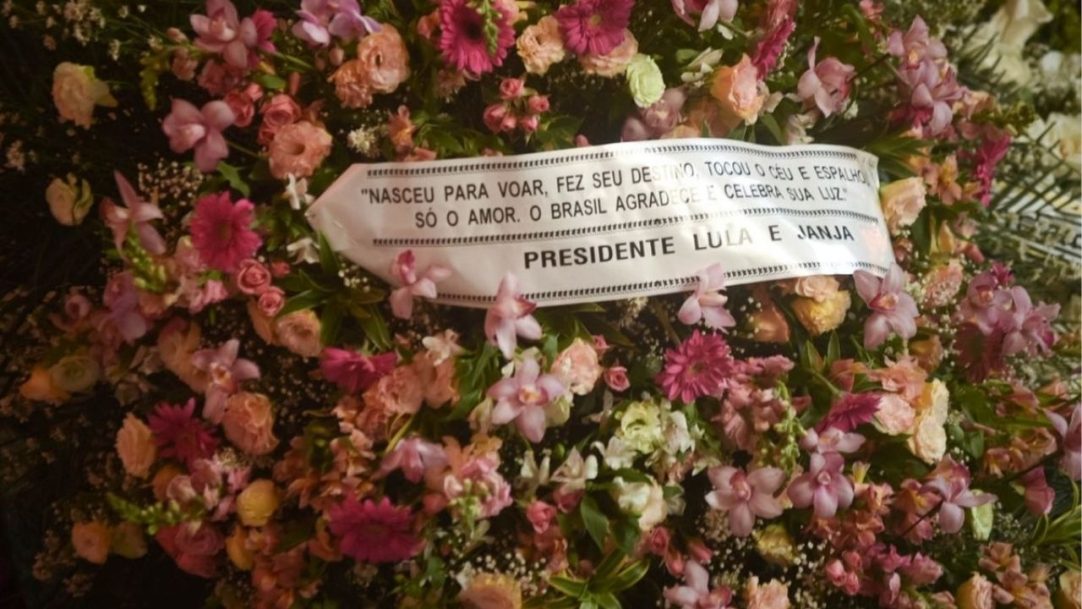 "NASCEU PARA VOAR, FEZ SEU DESTINO, TOCOU O CÉU E ESPALHOU
SÓ O AMOR. O BRASIL AGRADECE E CELEBRA SUA LUZ."
PRESIDENTE LULA E JANJA